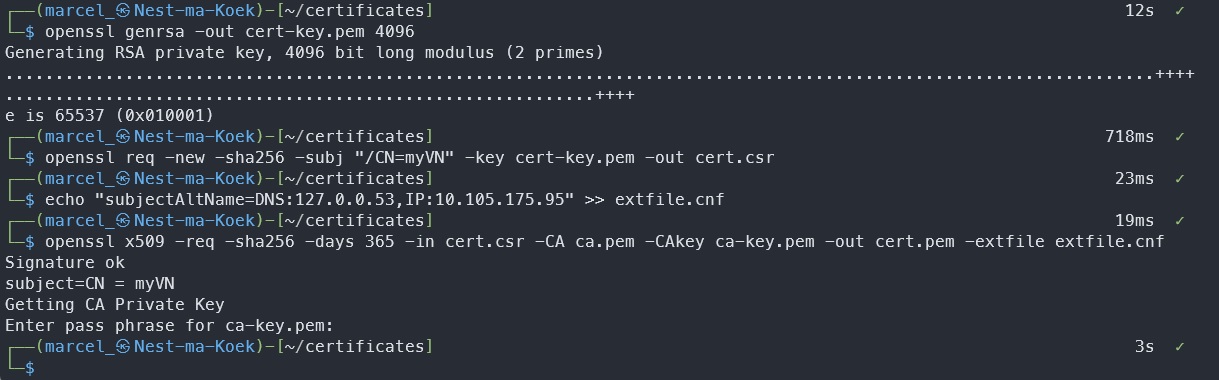 ┌──(marcel_㉿Nest-ma-Koek)-[~/certificates] 12s ✓
└─$ openssl genrsa -out cert-key.pem 4096
Generating RSA private key, 4096 bit long modulus (2 primes)
...................................................................................................................++++
...........................................................++++
e is 65537 (0x010001)
┌──(marcel_㉿Nest-ma-Koek)-[~/certificates] 718ms ✓
└─$ openssl req -new -sha256 -subj "/CN=myVN" -key cert-key.pem -out cert.csr
┌──(marcel_㉿Nest-ma-Koek)-[~/certificates] 23ms ✓
└─$ echo "subjectAltName=DNS:127.0.0.53,IP:10.105.175.95" >> extfile.cnf
┌──(marcel_㉿Nest-ma-Koek)-[~/certificates] 19ms ✓
└─$ openssl x509 -req -sha256 -days 365 -in cert.csr -CA ca.pem -CAkey ca-key.pem -out cert.pem -extfile extfile.cnf
Signature ok
subject=CN = myVN
Getting CA Private Key
Enter pass phrase for ca-key.pem:
┌──(marcel_㉿Nest-ma-Koek)-[~/certificates] 3s ✓
└─$